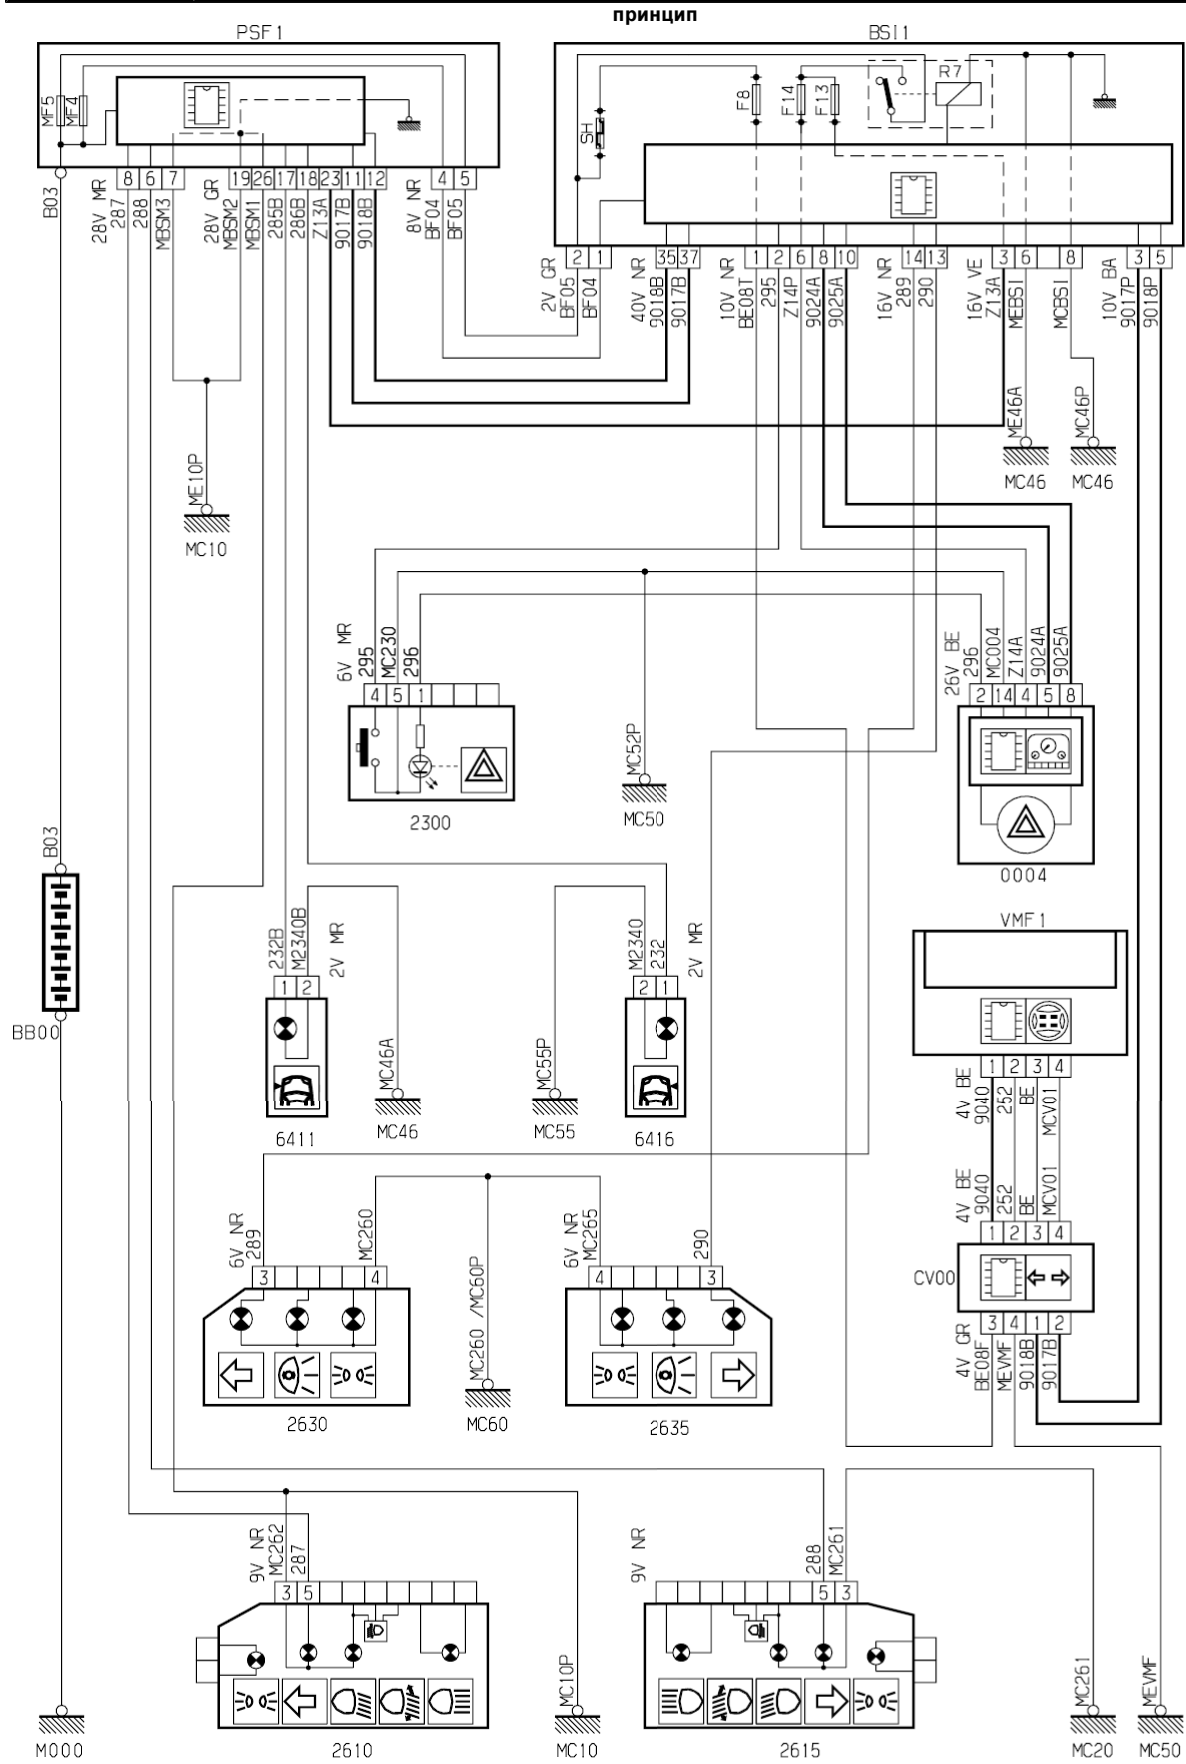 принцип
PSF1
BSI1
MF5
MF4
SH
F8
F14
F13
R7
8 6 7 19 26 17 18 23 11 12 4 5
B03
28V MR
287
288
MBSM3
28V GR
MBSM2
MBSM1
285B
286B
Z13A
9017B
9018B
8V NR
BF04
BF05
2 1 35 37 1 2 6 8 10 14 13 3 6 8 3 5
2V GR
BF05
BF04
40V NR
9018B
9017B
10V NR
BE08T
295
Z14P
9024A
9025A
16V NR
289
290
16V VE
Z13A
MEBSI
MCBSI
10V BA
9017P
9018P
ME10P
MC10
ME46A
MC46P
MC46
MC46
6V MR
295
MC230
296
4 5 1
2300
MC52P
MC50
26V BE
296
MC004
Z14A
9024A
9025A
2 14 4 5 8
0004
B03
BB00
232B
M2340B
2V MR
1 2
6411
MC46A
MC46
MC55P
MC55
M2340
232
2V MR
2 1
6416
VMF1
1 2 3 4
4V BE
9040
252
BE
MCV01
4V BE
9040
252
BE
MCV01
1 2 3 4
CV00
3 4 1 2
4V GR
BE08F
MEVMF
9018B
9017B
6V NR
289
MC260
3 4
2630
MC260 /MC60P
MC60
6V NR
MC265
290
4 3
2635
9V NR
MC262
287
3 5
2610
MC10P
MC10
9V NR
288
MC261
5 3
2615
MC261
MC20
MEVMF
MC50
M000